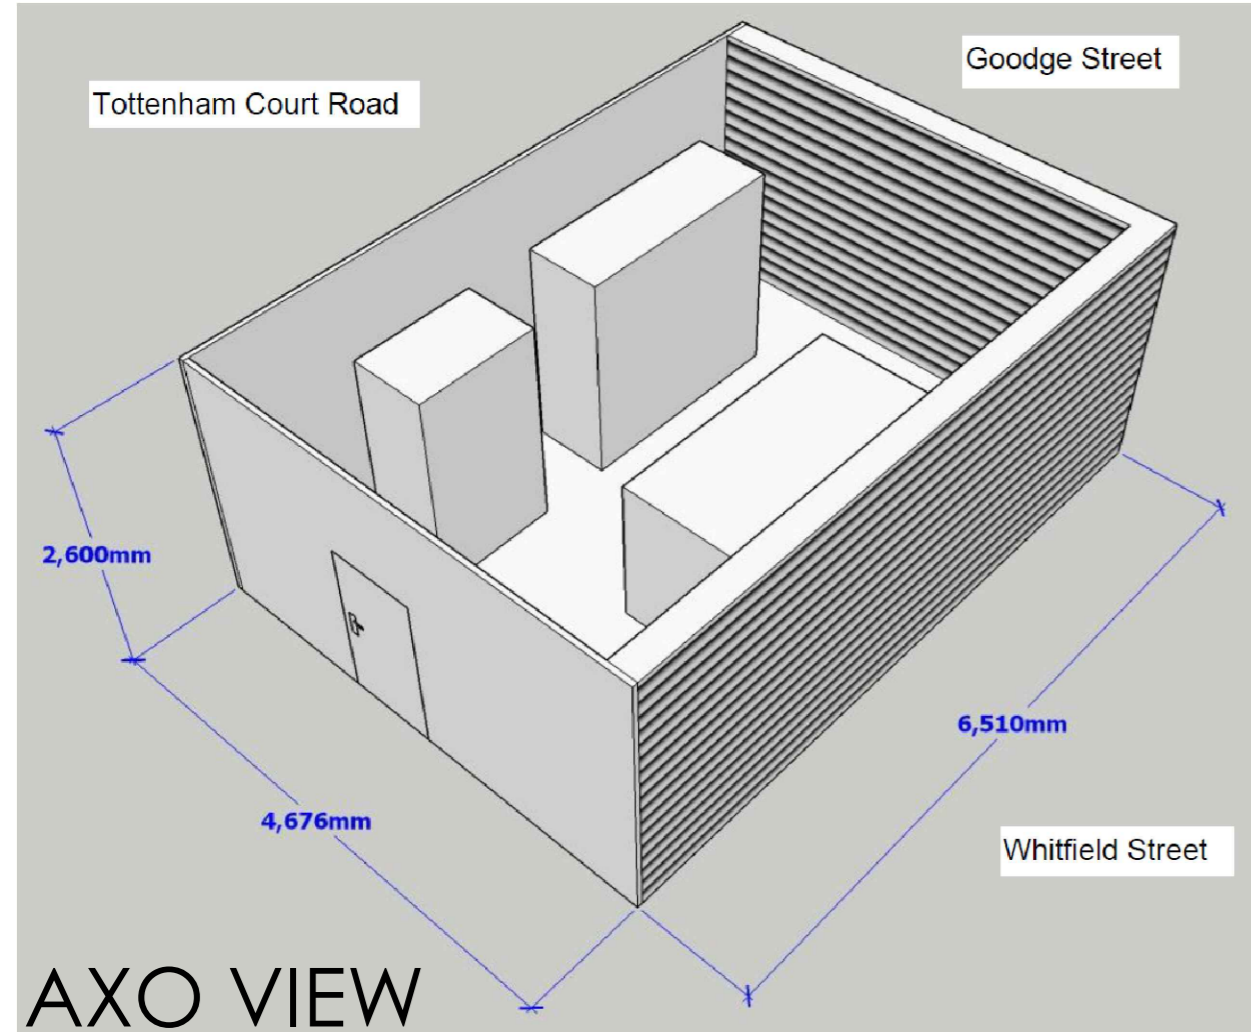 Goodge Street
Tottenham Court Road
2,600mm
6,510mm
4,676mm
Whitfield Street
AXO VIEW